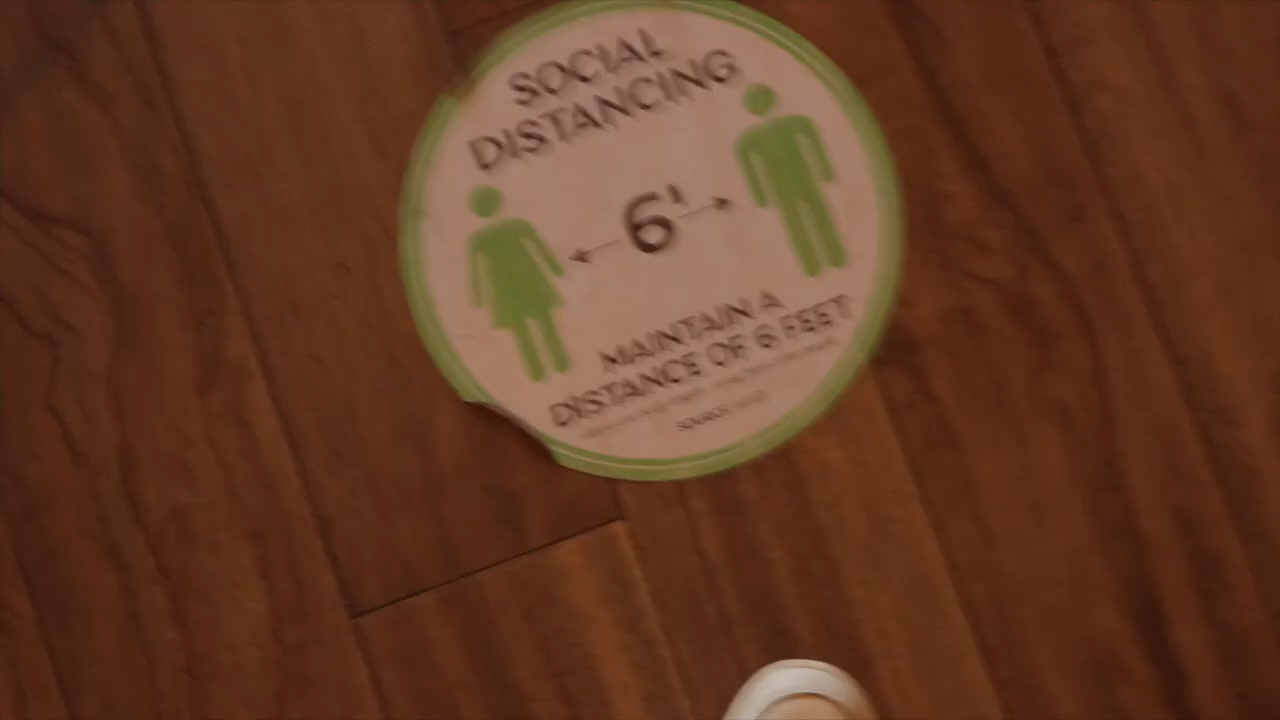 SOCIAL
DISTANCING
6'
MAINTAIN A
DISTANCE OF 6 FEET